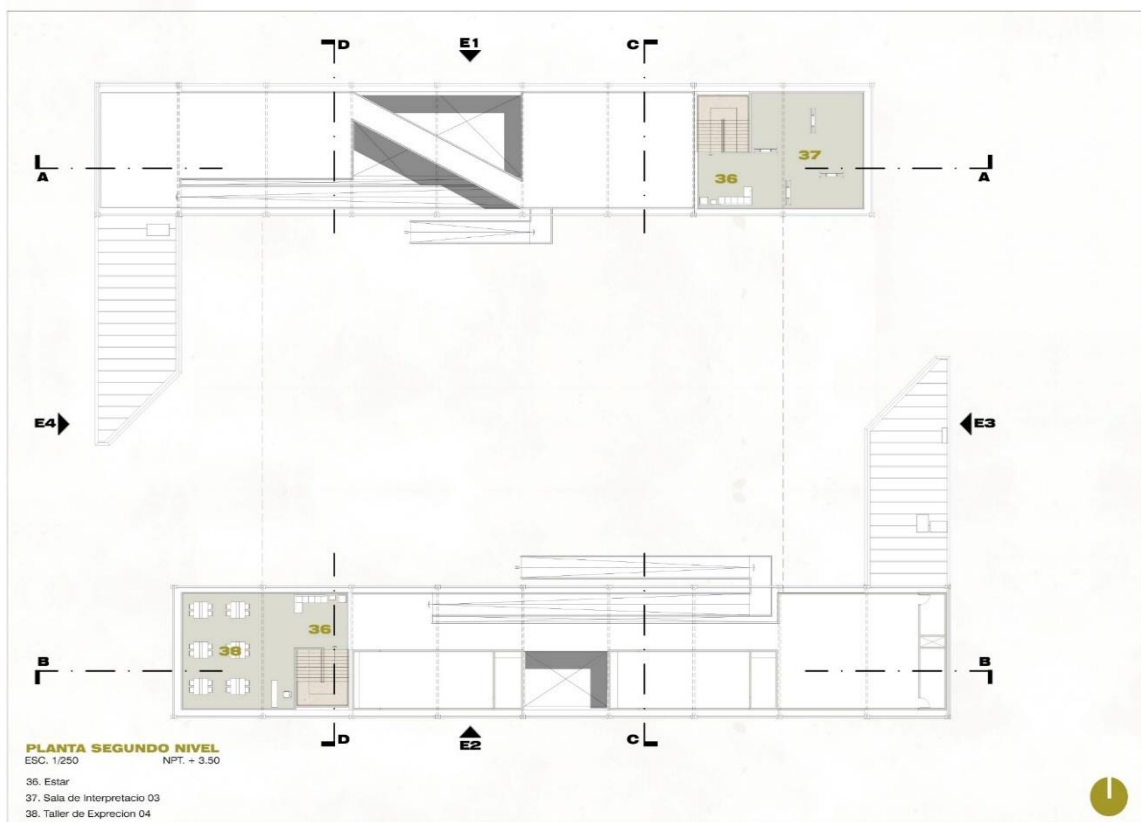 D
E1
C
37
36
A
A
E4
E3
36
38
B
B
D
E2
C
PLANTA SEGUNDO NIVEL
ESC. 1/250 NPT. + 3.50
36. Estar
37. Sala de Interpretacio 03
38. Taller de Exprecion 04